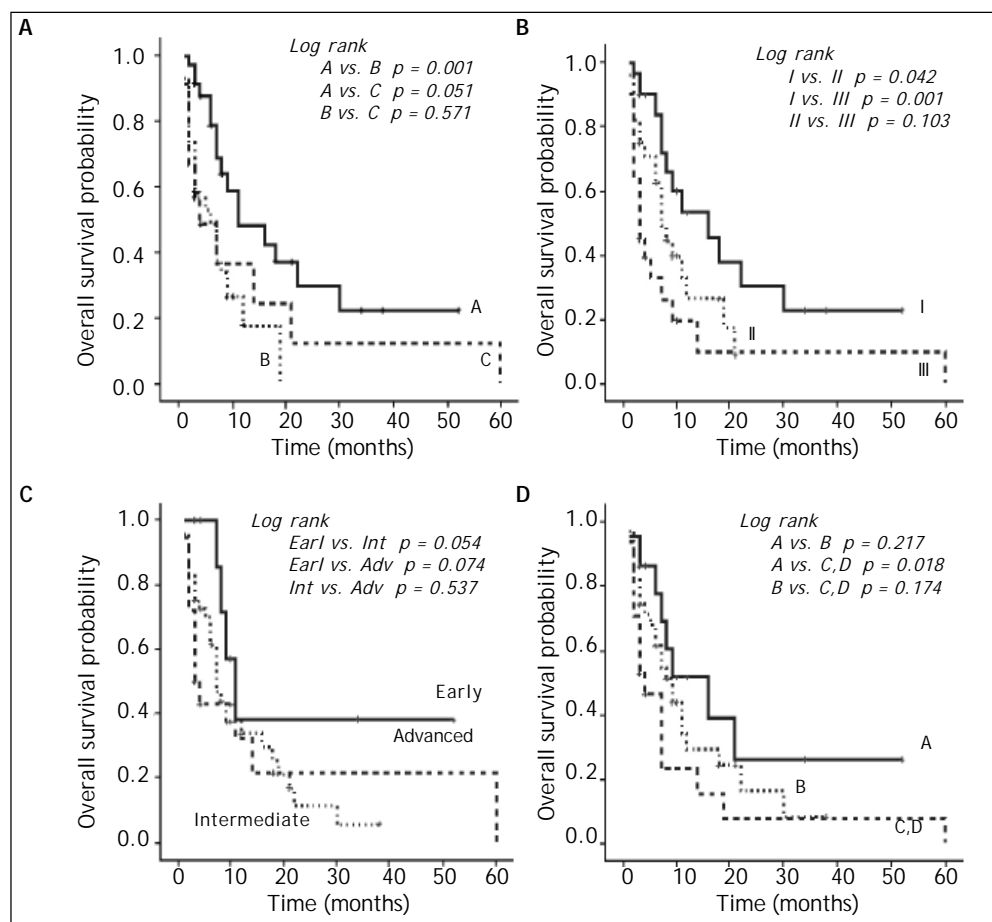 A
Log rank
A vs. B p = 0.001
A vs. C p = 0.051
B vs. C p = 0.571
Overall survival probability
1.0
0.8
0.6
0.4
0.2
0.0
A
B
C
0 10 20 30 40 50 60
Time (months)
B
Log rank
I vs. II p = 0.042
I vs. III p = 0.001
II vs. III p = 0.103
Overall survival probability
1.0
0.8
0.6
0.4
0.2
0.0
I
II
III
0 10 20 30 40 50 60
Time (months)
C
Log rank
Earl vs. Int p = 0.054
Earl vs. Adv p = 0.074
Int vs. Adv p = 0.537
Overall survival probability
1.0
0.8
0.6
0.4
0.2
0.0
Early
Advanced
Intermediate
0 10 20 30 40 50 60
Time (months)
D
Log rank
A vs. B p = 0.217
A vs. C,D p = 0.018
B vs. C,D p = 0.174
Overall survival probability
1.0
0.8
0.6
0.4
0.2
0.0
A
B
C,D
0 10 20 30 40 50 60
Time (months)